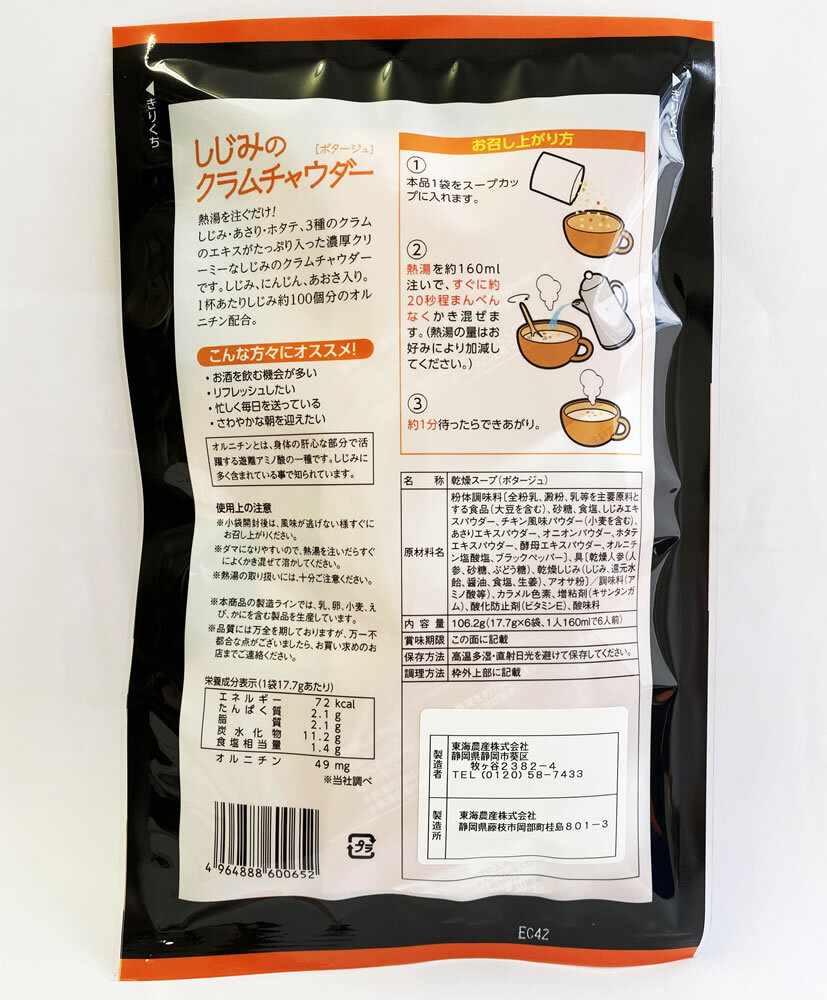 ◀きりくち
きりくち▶
しじみの
クラムチャウダー
[ポタージュ]
熱湯を注ぐだけ!
しじみ・あさり・ホタテ、3種のクラム
のエキスがたっぷり入った濃厚クリ
ーミーなしじみのクラムチャウダー
です。しじみ、にんじん、あおさ入り。
1杯あたりしじみ約100個分のオル
ニチン配合。
こんな方々にオススメ!
・お酒を飲む機会が多い
・リフレッシュしたい
・忙しく毎日を送っている
・さわやかな朝を迎えたい
オルニチンとは、身体の肝心な部分で活
躍する遊離アミノ酸の一種です。しじみに
多く含まれている事で知られています。
使用上の注意
※小袋開封後は、風味が逃げない様すぐに
お召し上がりください。
※ダマになりやすいので、熱湯を注いだらすぐ
によくかき混ぜて溶かしてください。
※熱湯の取り扱いには、十分ご注意ください。
※本商品の製造ラインでは、乳、卵、小麦、え
び、かにを含む製品を生産しています。
※品質には万全を期しておりますが、万一不
都合な点がございましたら、お買い求めのお
店までご連絡ください。
栄養成分表示(1袋17.7gあたり)
エネルギー 72 kcal
たんぱく質 2.1 g
脂質 2.1 g
炭水化物 11.2 g
食塩相当量 1.4 g
オルニチン 49 mg
※当社調べ
4 964888 600652
プラ
お召し上がり方
①
本品1袋をスープカッ
プに入れます。
②
熱湯を約160ml
注いで、すぐに約
20秒程まんべん
なくかき混ぜま
す。(熱湯の量はお
好みにより加減し
てください。)
③
約1分待ったらできあがり。
名称 乾燥スープ(ポタージュ)
原材料名 粉体調味料[全粉乳、澱粉、乳等を主要原料と
する食品(大豆を含む)、砂糖、食塩、しじみエキ
スパウダー、チキン風味パウダー(小麦を含む)、
あさりエキスパウダー、オニオンパウダー、ホタテ
エキスパウダー、酵母エキスパウダー、オルニチ
ン塩酸塩、ブラックペッパー]、具[乾燥人参(人
参、砂糖、ぶどう糖)、乾燥しじみ(しじみ、還元水
飴、醤油、食塩、生姜)、アオサ粉]/調味料(ア
ミノ酸等)、カラメル色素、増粘剤(キサンタンガ
ム)、酸化防止剤(ビタミンE)、酸味料
内容量 106.2g(17.7g×6袋、1人160mlで6人前)
賞味期限 この面に記載
保存方法 高温多湿・直射日光を避けて保存してください。
調理方法 枠外上部に記載
製造者 東海農産株式会社
静岡県静岡市葵区
牧ヶ谷2382-4
TEL(0120)58-7433
製造所 東海農産株式会社
静岡県藤枝市岡部町桂島801-3
EC42